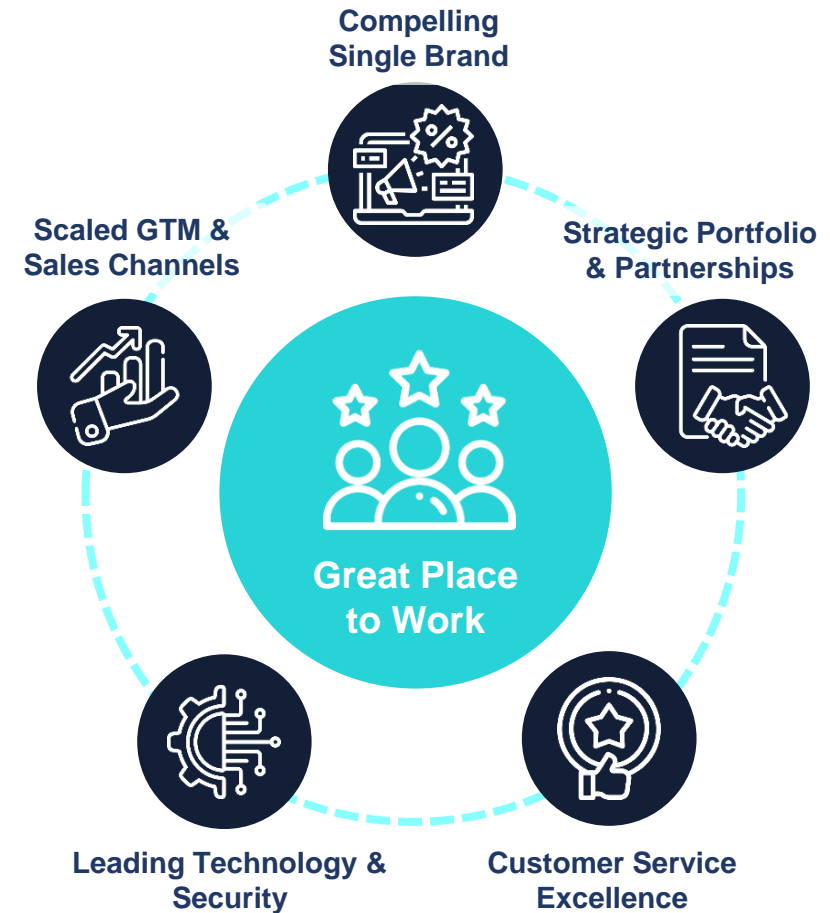 Compelling
Single Brand
Scaled GTM &
Sales Channels
Strategic Portfolio
& Partnerships
%
Great Place
to Work
Leading Technology &
Security
Customer Service
Excellence